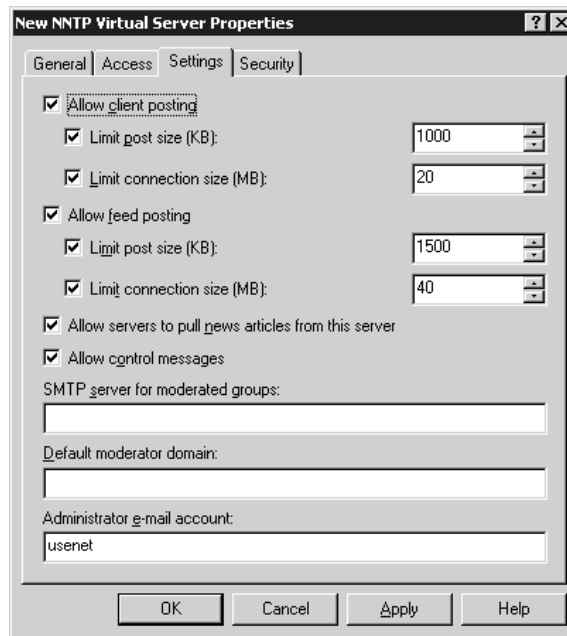 New NNTP Virtual Server Properties
General Access Settings Security
Allow client posting
Limit post size (KB): 1000
Limit connection size (MB): 20
Allow feed posting
Limit post size (KB): 1500
Limit connection size (MB): 40
Allow servers to pull news articles from this server
Allow control messages
SMTP server for moderated groups:
Default moderator domain:
Administrator e-mail account:
usenet
OK Cancel Apply Help